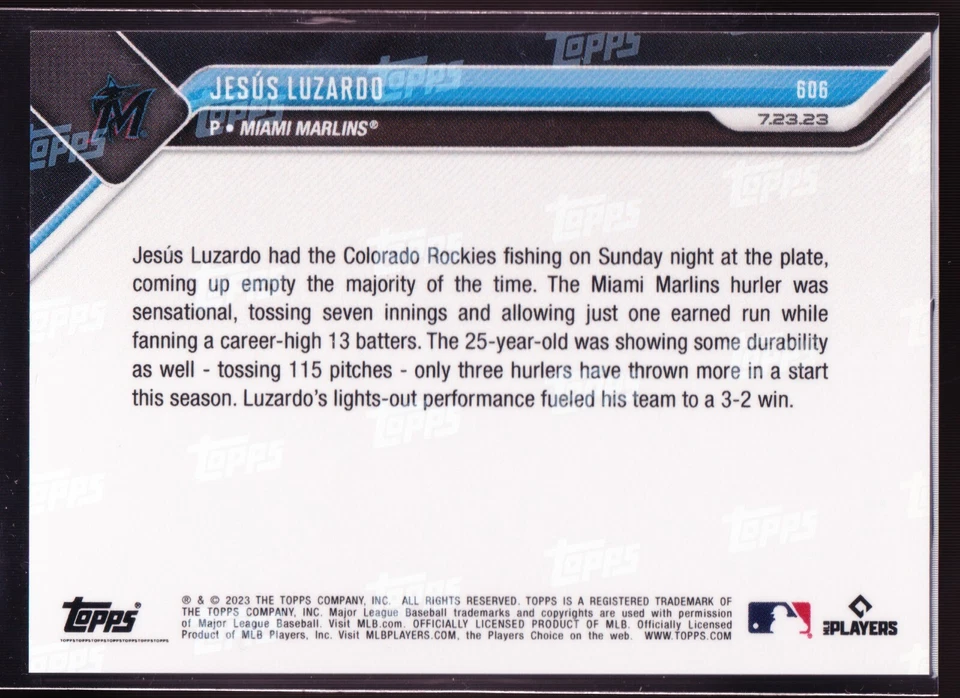 JESÚS LUZARDO
606
P • MIAMI MARLINS®
7.23.23
Jesús Luzardo had the Colorado Rockies fishing on Sunday night at the plate,
coming up empty the majority of the time. The Miami Marlins hurler was
sensational, tossing seven innings and allowing just one earned run while
fanning a career-high 13 batters. The 25-year-old was showing some durability
as well - tossing 115 pitches - only three hurlers have thrown more in a start
this season. Luzardo's lights-out performance fueled his team to a 3-2 win.
Topps®
® & © 2023 THE TOPPS COMPANY, INC. ALL RIGHTS RESERVED. TOPPS IS A REGISTERED TRADEMARK OF
THE TOPPS COMPANY, INC. Major League Baseball trademarks and copyrights are used with permission
of Major League Baseball. Visit MLB.com. OFFICIALLY LICENSED PRODUCT OF MLB. Officially Licensed
Product of MLB Players, Inc. Visit MLBPLAYERS.COM, the Players Choice on the web. WWW.TOPPS.COM
MLB PLAYERS